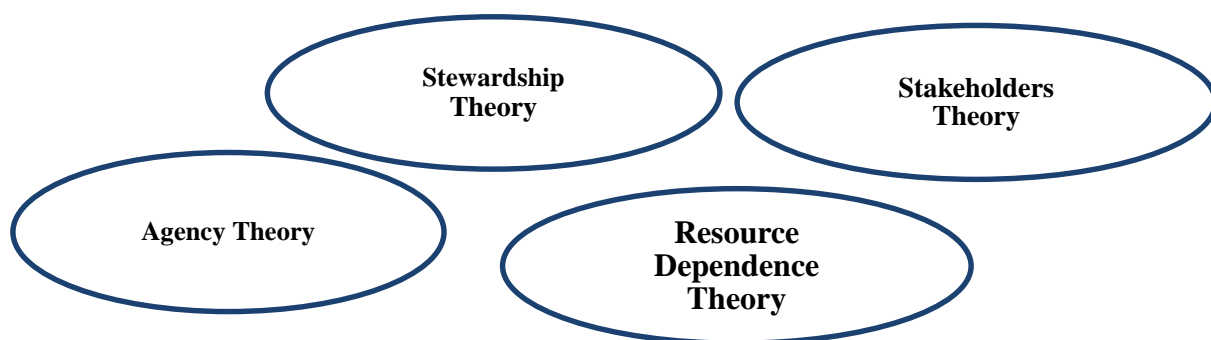 Stewardship
Theory
Stakeholders
Theory
Agency Theory
Resource
Dependence
Theory